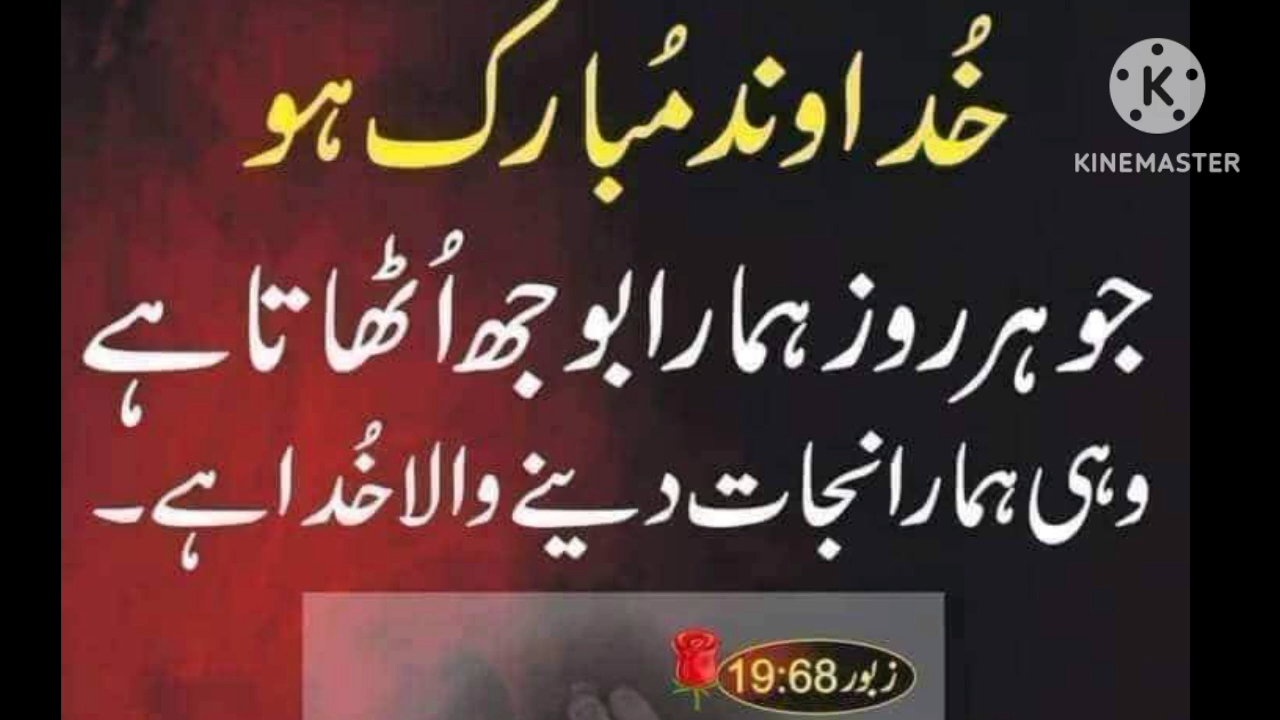 خُداوند مُبارک ہو
KINEMASTER
جو ہر روز ہمارا بوجھ اُٹھاتا ہے
وہی ہمارا نجات دینے والا خُدا ہے۔
زبور 19:68